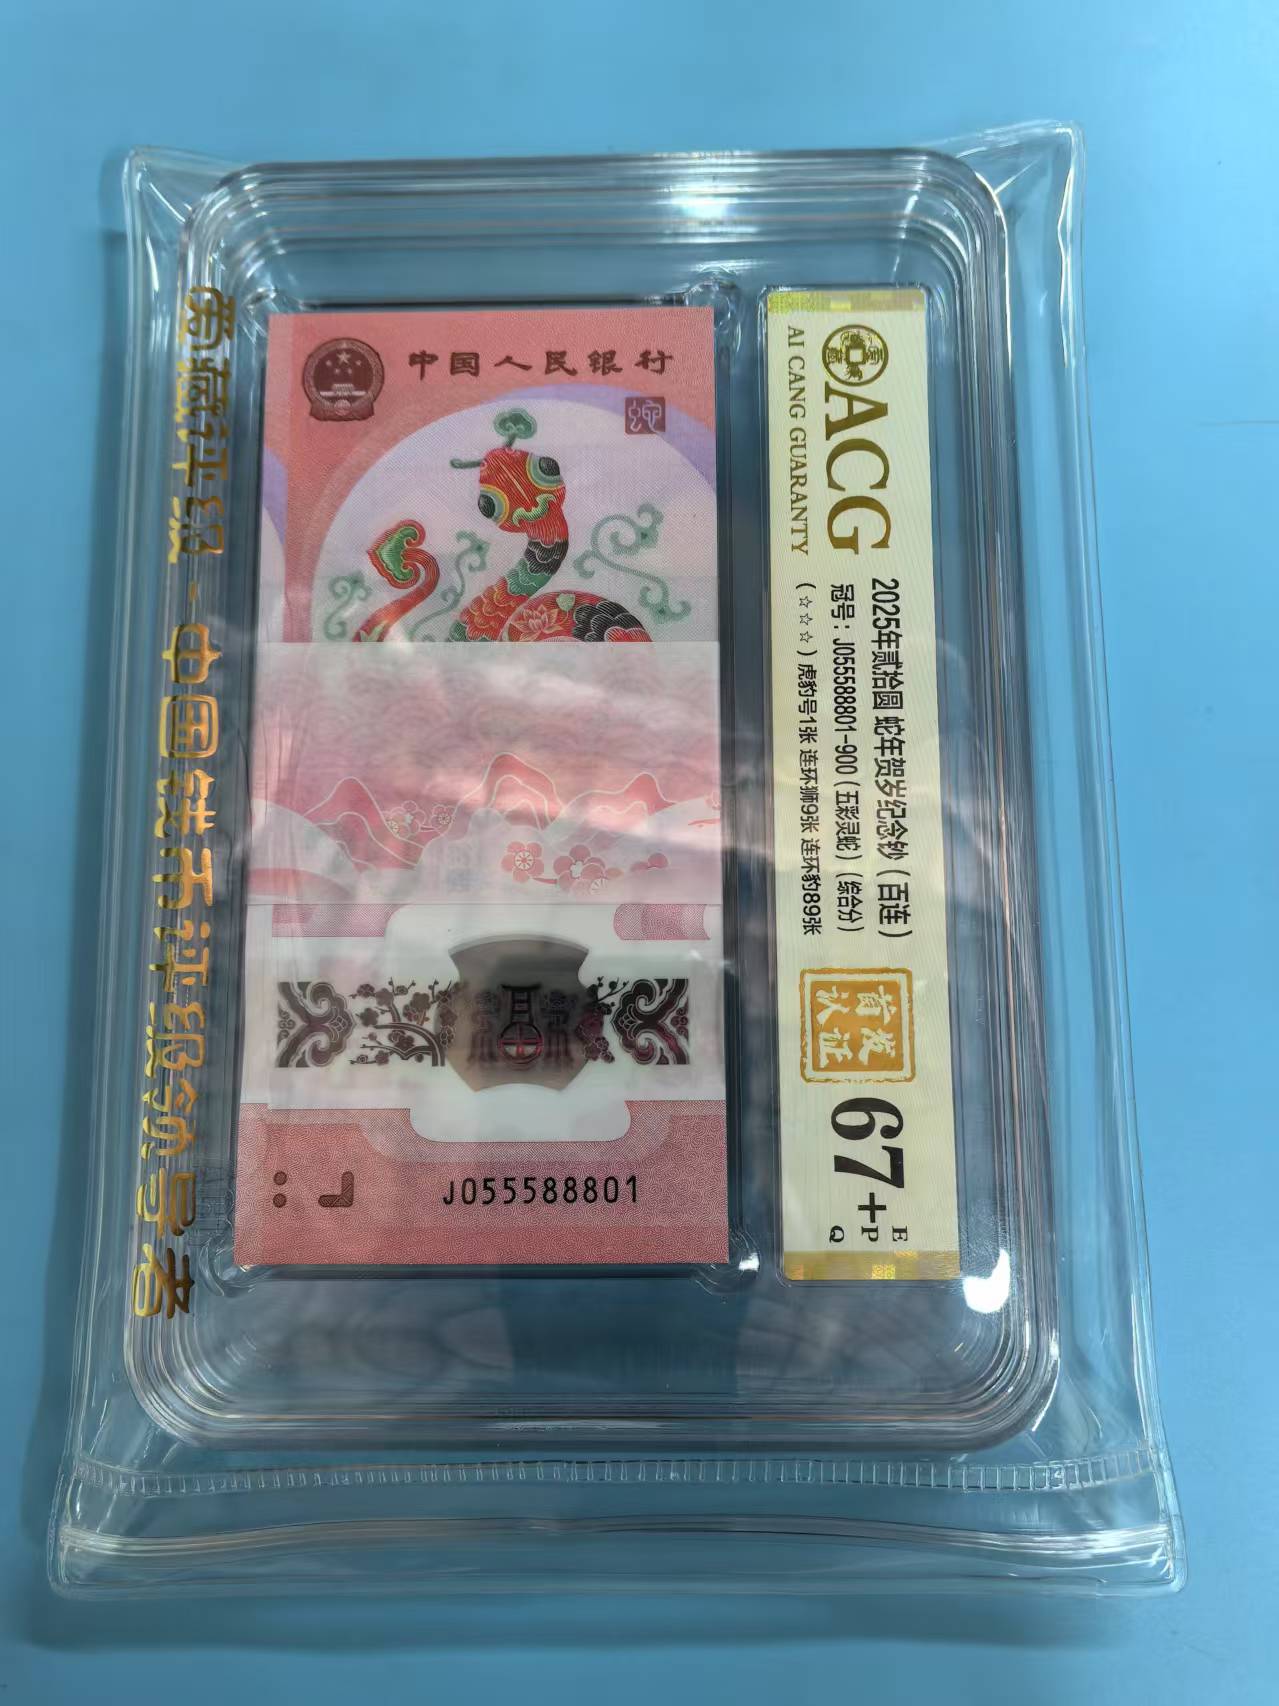 爱藏评级-中国钱币评级领导者
中国人民银行
蛇
J055588801
ACG
AI CANG GUARANTY
2025年贰拾圆 蛇年贺岁纪念钞（百连）
冠号：J055588801-900（五彩灵蛇）（综合分）
（☆☆☆）虎豹号1张 连环狮9张 连环豹89张
首发
认证
67+
E
P
Q